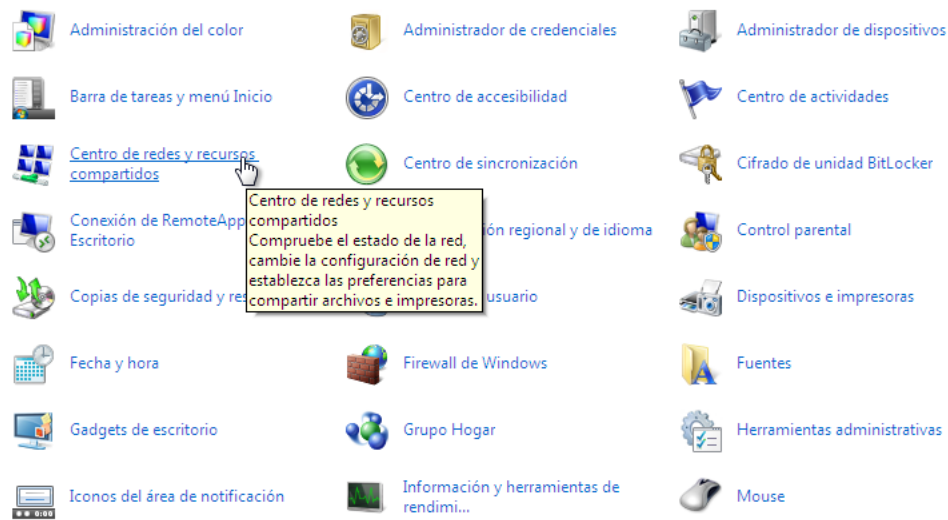 Administración del color
Administrador de credenciales
Administrador de dispositivos
Barra de tareas y menú Inicio
Centro de accesibilidad
Centro de actividades
Centro de redes y recursos
compartidos
Centro de sincronización
Cifrado de unidad BitLocker
Centro de redes y recursos
compartidos
Compruebe el estado de la red,
cambie la configuración de red y
establezca las preferencias para
compartir archivos e impresoras.
Conexión de RemoteApp
Escritorio
regional y de idioma
Control parental
Copias de seguridad y
usuario
Dispositivos e impresoras
Fecha y hora
Firewall de Windows
Fuentes
Gadgets de escritorio
Grupo Hogar
Herramientas administrativas
Iconos del área de notificación
Información y herramientas de
rendimi...
Mouse
0:00